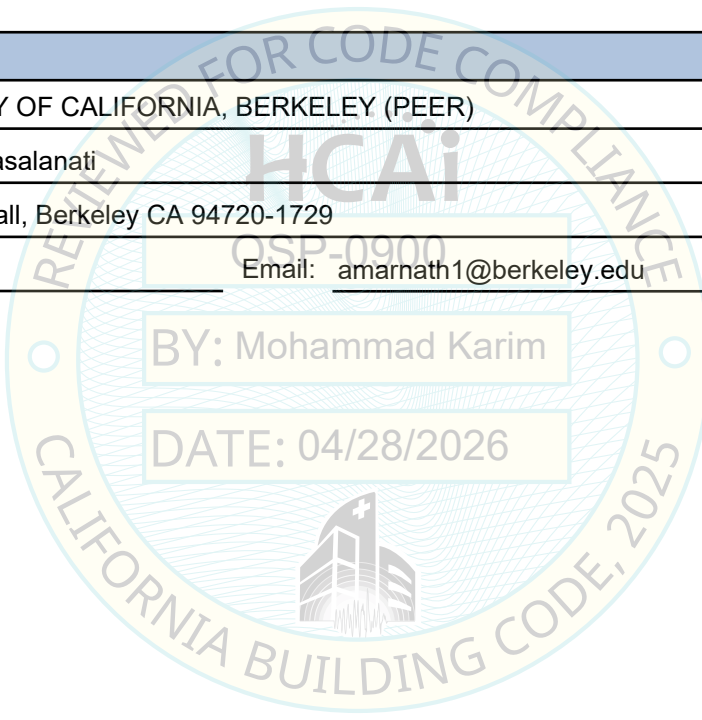 Y OF CALIFORNIA, BERKELEY (PEER)
asalanati
all, Berkeley CA 94720-1729
Email: amarnath1@berkeley.edu
REVIEWED FOR CODE COMPLIANCE
HCAi
OSP-0900
BY: Mohammad Karim
DATE: 04/28/2026
CALIFORNIA BUILDING CODE, 2025